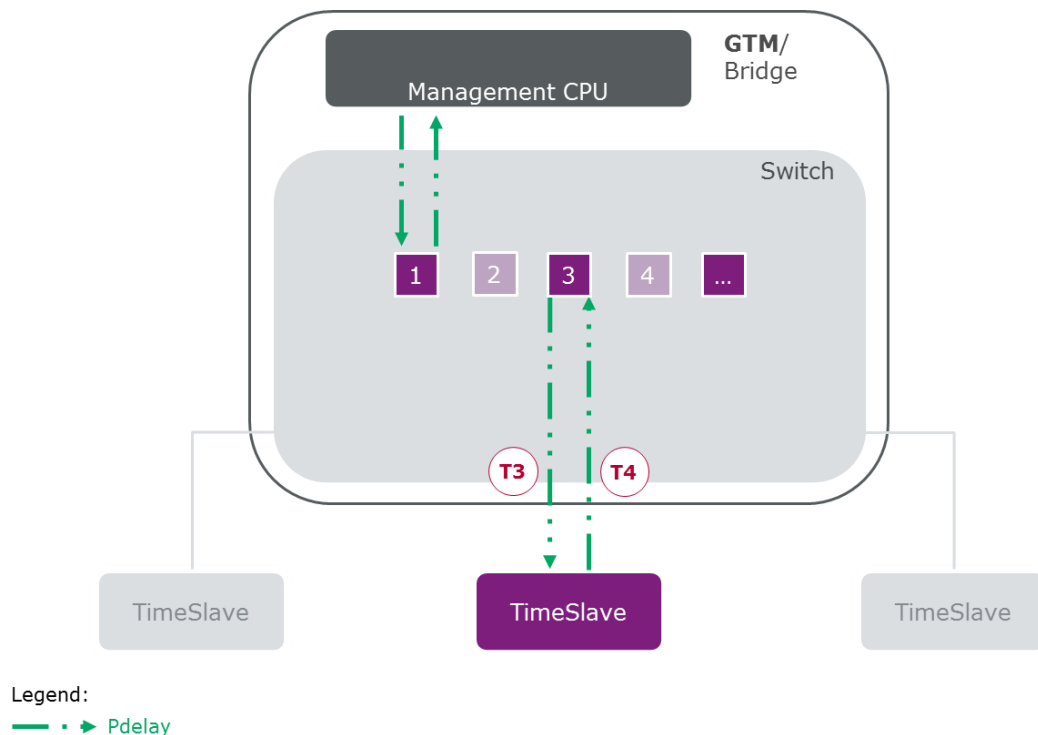 GTM/
Bridge
Management CPU
Switch
1 2 3 4 ...
T3 T4
TimeSlave TimeSlave TimeSlave
Legend:
Pdelay